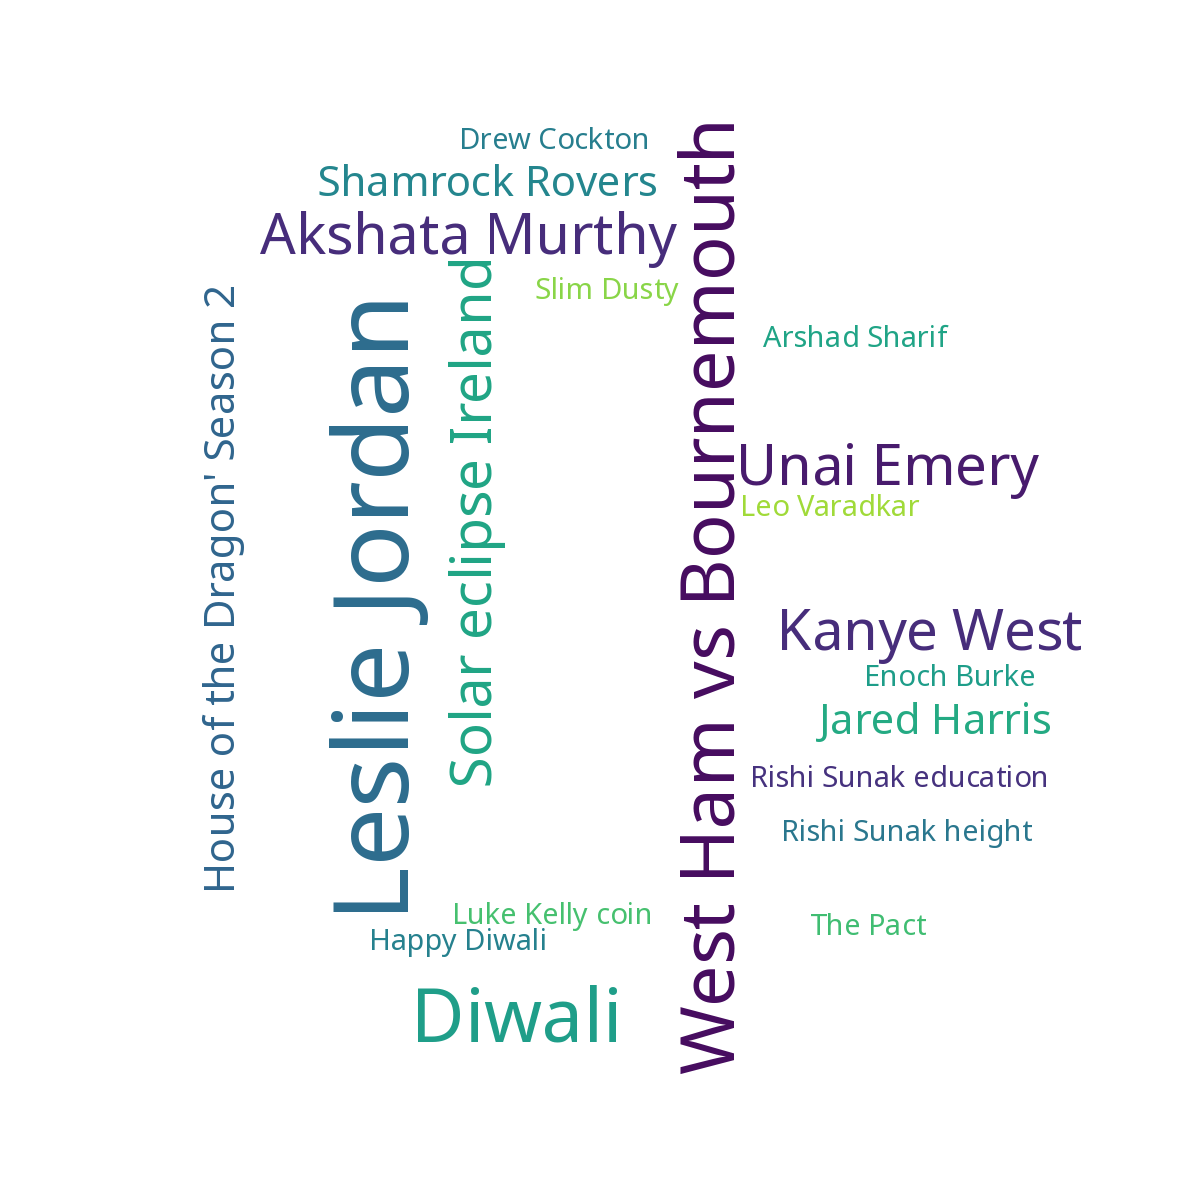 Drew Cockton
Shamrock Rovers
Akshata Murthy
Slim Dusty
House of the Dragon' Season 2
Leslie Jordan
Solar eclipse Ireland
West Ham vs Bournemouth
Arshad Sharif
Unai Emery
Leo Varadkar
Kanye West
Enoch Burke
Jared Harris
Rishi Sunak education
Rishi Sunak height
Luke Kelly coin
The Pact
Happy Diwali
Diwali